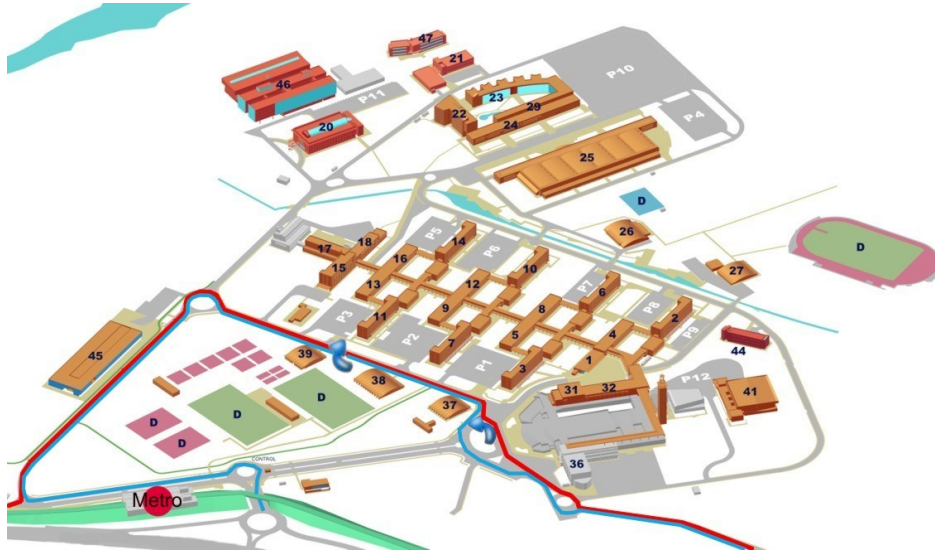 47
21
46
P11
P10
23
29
22
24
20
P4
25
D
26
D
27
17
18
P5
14
P6
16
15
10
13
12
P7
6
P8
2
11
P3
9
8
P2
5
4
P9
7
44
45
39
P1
3
1
38
31
32
P12
41
37
D
D
D
D
36
CONTROL
Metro